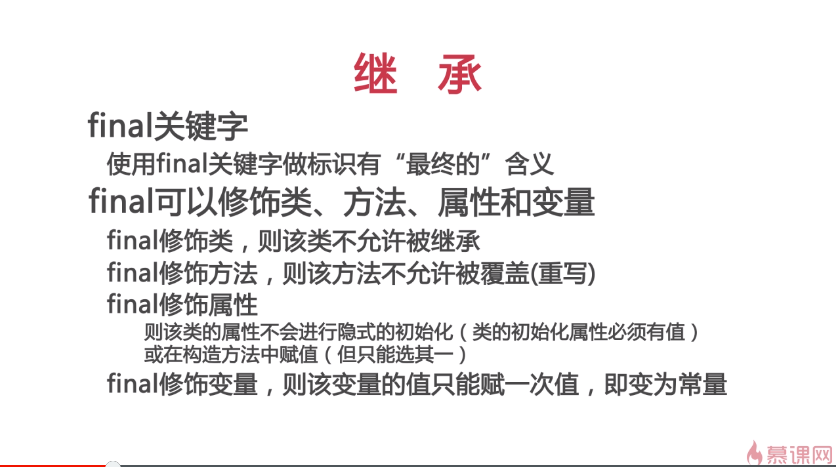 继 承
final关键字
使用final关键字做标识有“最终的”含义
final可以修饰类、方法、属性和变量
final修饰类，则该类不允许被继承
final修饰方法，则该方法不允许被覆盖(重写)
final修饰属性
则该类的属性不会进行隐式的初始化（类的初始化属性必须有值）
或在构造方法中赋值（但只能选其一）
final修饰变量，则该变量的值只能赋一次值，即变为常量
慕课网